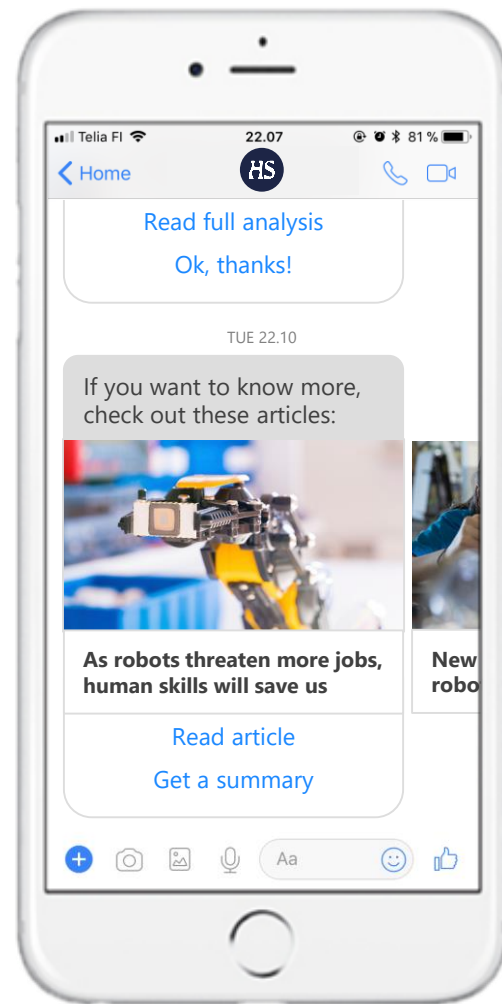 Telia FI 22.07 81 %
Home HS
Read full analysis
Ok, thanks!
TUE 22.10
If you want to know more,
check out these articles:
As robots threaten more jobs,
human skills will save us
New
robo
Read article
Get a summary
Aa